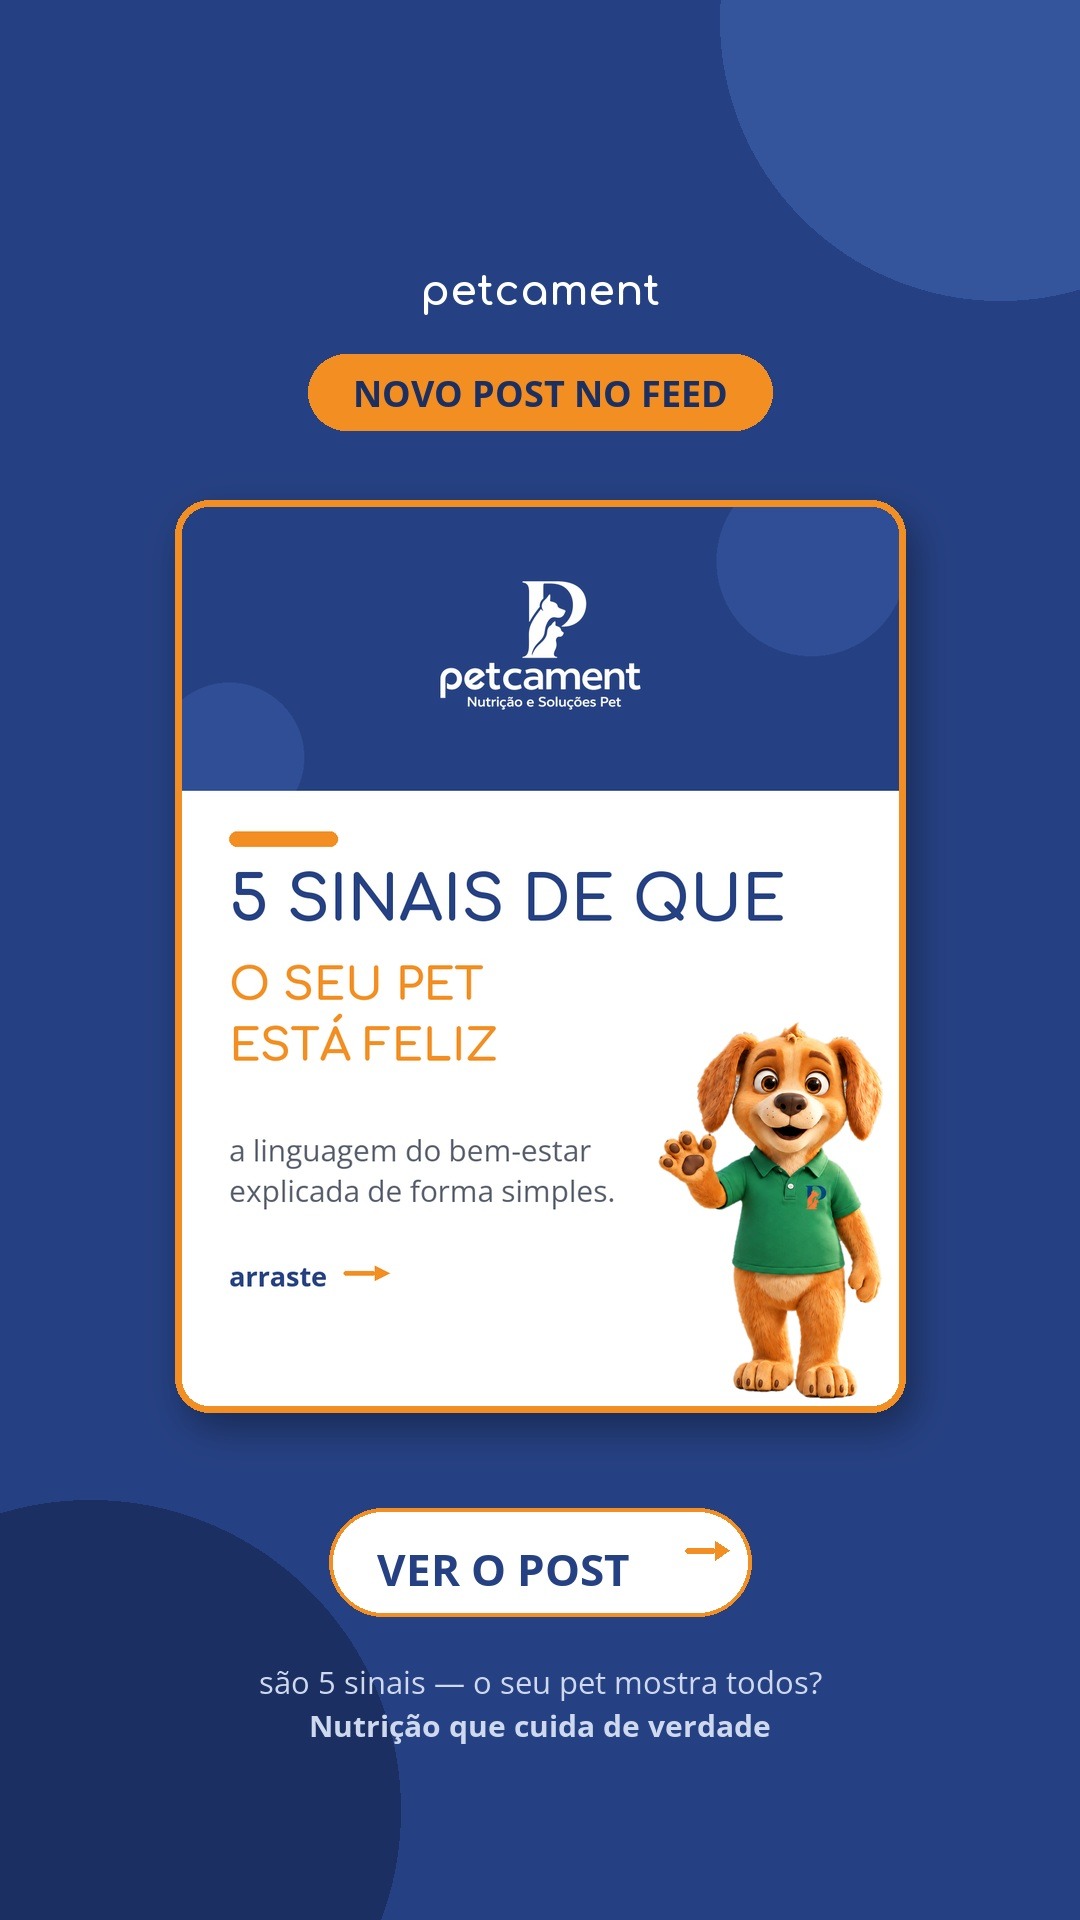 petcament
NOVO POST NO FEED
petcament
Nutrição e Soluções Pet
5 SINAIS DE QUE
O SEU PET
ESTÁ FELIZ
a linguagem do bem-estar
explicada de forma simples.
arraste
VER O POST
são 5 sinais — o seu pet mostra todos?
Nutrição que cuida de verdade